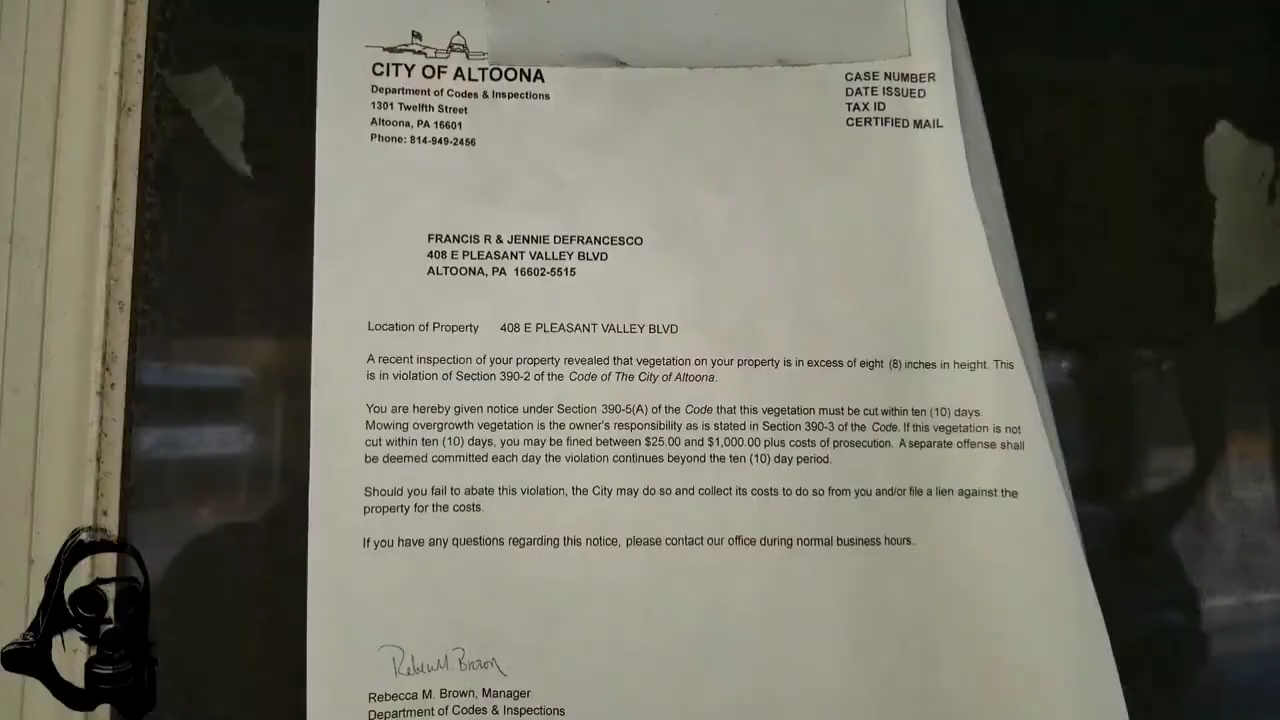 CITY OF ALTOONA
Department of Codes & Inspections
1301 Twelfth Street
Altoona, PA 16601
Phone: 814-949-2456
CASE NUMBER
DATE ISSUED
TAX ID
CERTIFIED MAIL
FRANCIS R & JENNIE DEFRANCESCO
408 E PLEASANT VALLEY BLVD
ALTOONA, PA 16602-5515
Location of Property 408 E PLEASANT VALLEY BLVD
A recent inspection of your property revealed that vegetation on your property is in excess of eight (8) inches in height. This
is in violation of Section 390-2 of the Code of The City of Altoona.
You are hereby given notice under Section 390-5(A) of the Code that this vegetation must be cut within ten (10) days.
Mowing overgrowth vegetation is the owner's responsibility as is stated in Section 390-3 of the Code. If this vegetation is not
cut within ten (10) days, you may be fined between $25.00 and $1,000.00 plus costs of prosecution. A separate offense shall
be deemed committed each day the violation continues beyond the ten (10) day period.
Should you fail to abate this violation, the City may do so and collect its costs to do so from you and/or file a lien against the
property for the costs.
If you have any questions regarding this notice, please contact our office during normal business hours.
Rebecca M. Brown
Rebecca M. Brown, Manager
Department of Codes & Inspections